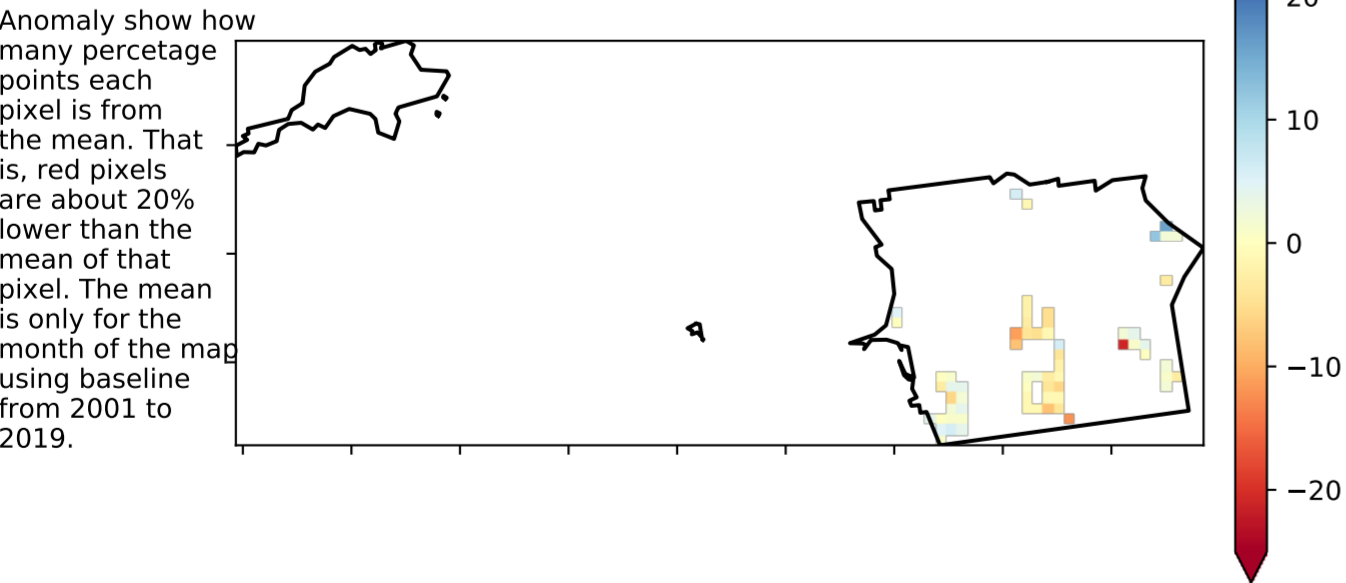 Anomaly show how
many percetage
points each
pixel is from
the mean. That
is, red pixels
are about 20%
lower than the
mean of that
pixel. The mean
is only for the
month of the map
using baseline
from 2001 to
2019.
20
10
0
−10
−20